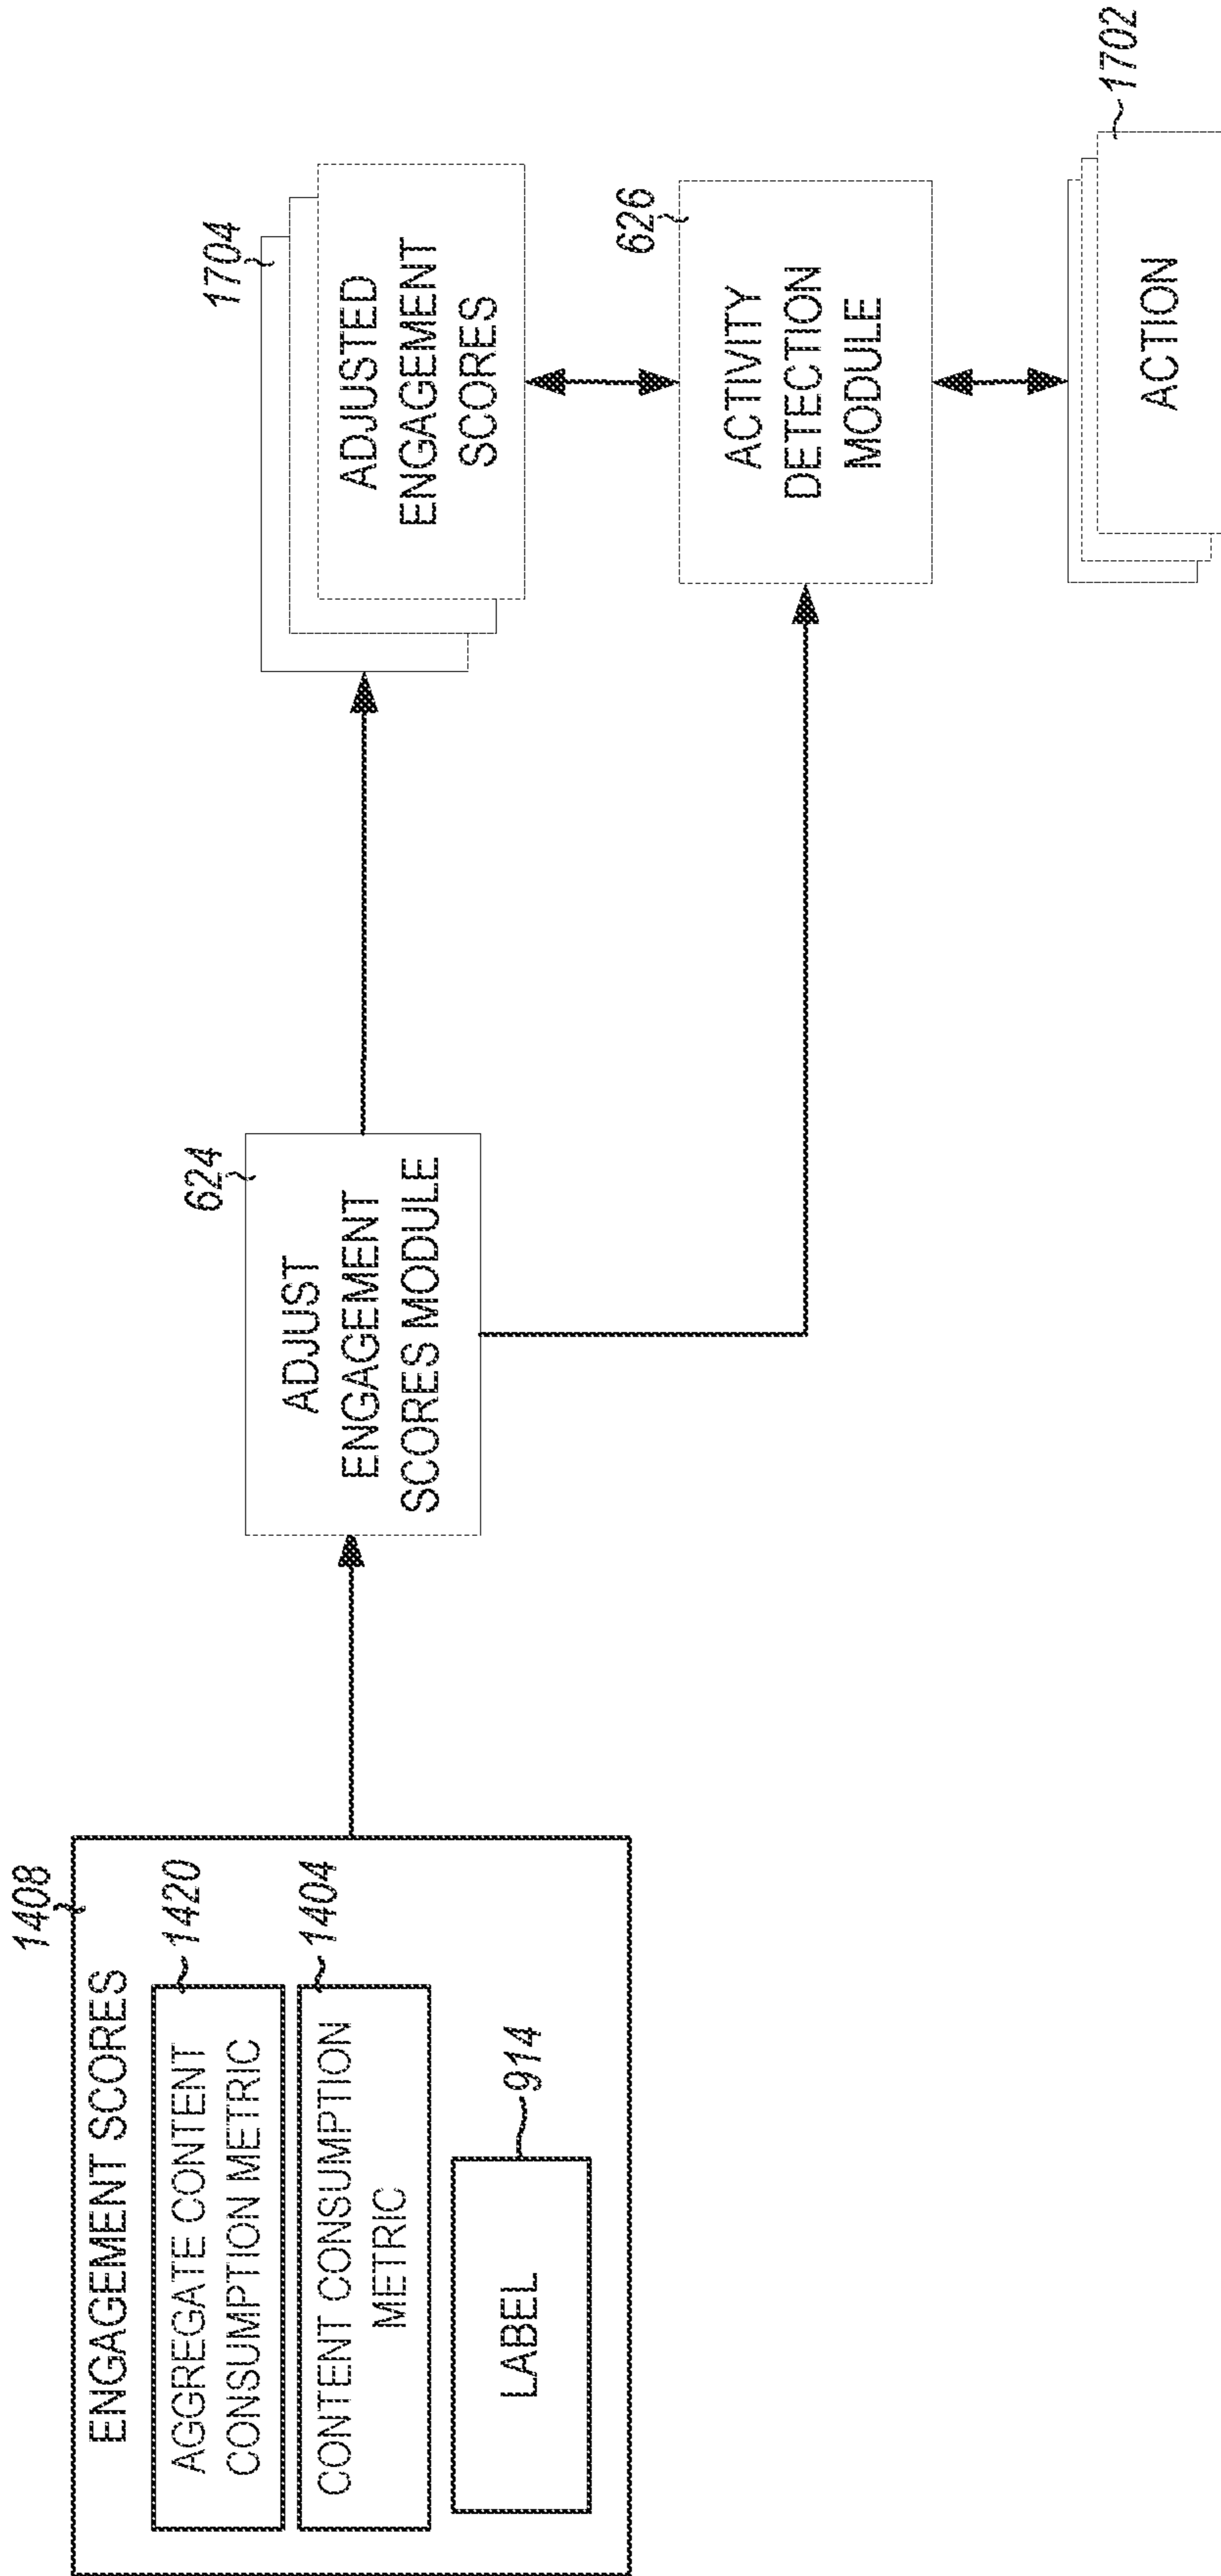 1408
ENGAGEMENT SCORES
AGGREGATE CONTENT
CONSUMPTION METRIC
1420
CONTENT CONSUMPTION
METRIC
1404
LABEL
914
624
ADJUST
ENGAGEMENT
SCORES MODULE
1704
ADJUSTED
ENGAGEMENT
SCORES
626
ACTIVITY
DETECTION
MODULE
1702
ACTION